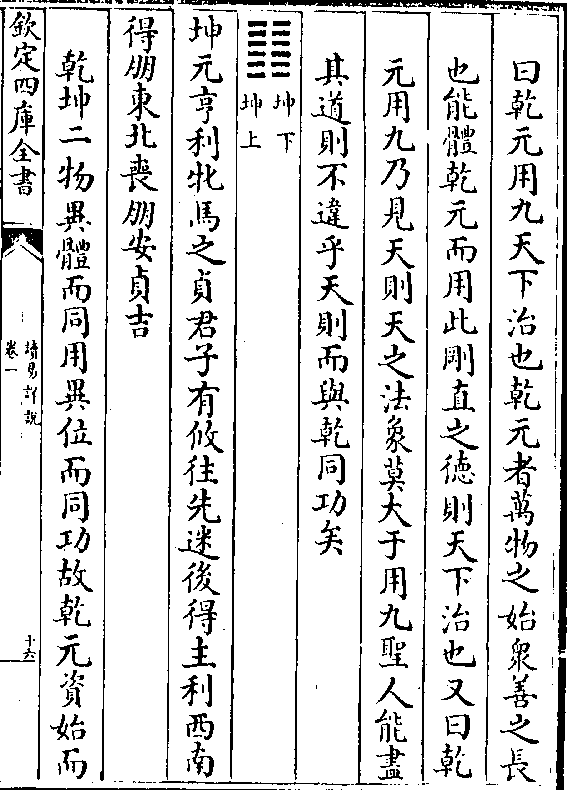 曰乾元用九天下治也乾元者萬物之始衆善之長
也能體乾元而用此剛直之徳則天下治也又曰乾
元用九乃見天則天之法象莫大于用九聖人能盡
其道則不違乎天則而與乾同功矣
坤下
坤上
坤元亨利牝馬之貞君子有攸往先迷後得主利西南
得朋東北喪朋安貞吉
乾坤二物異體而同用異位而同功故乾元資始而
欽定四庫全書
讀易詳說
卷一
十六